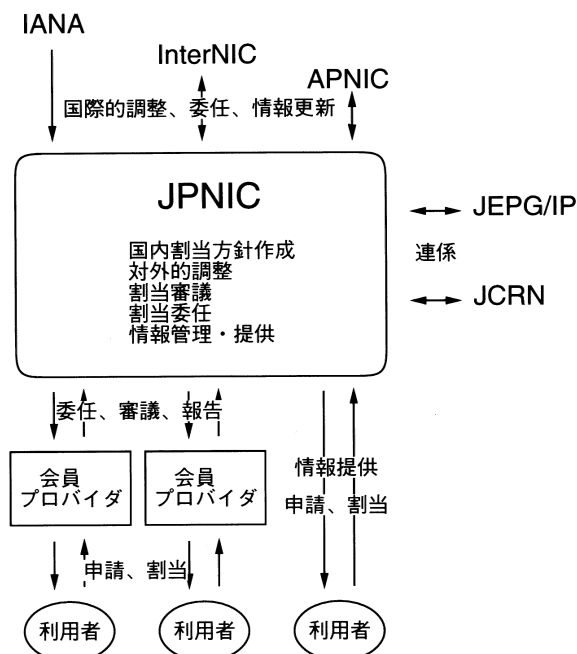 IANA
InterNIC
APNIC
国際的調整、委任、情報更新
JPNIC
国内割当方針作成
対外的調整
割当審議
割当委任
情報管理・提供
JEPG/IP
連係
JCRN
委任、審議、報告
会員
プロバイダ
会員
プロバイダ
情報提供
申請、割当
申請、割当
利用者
利用者
利用者